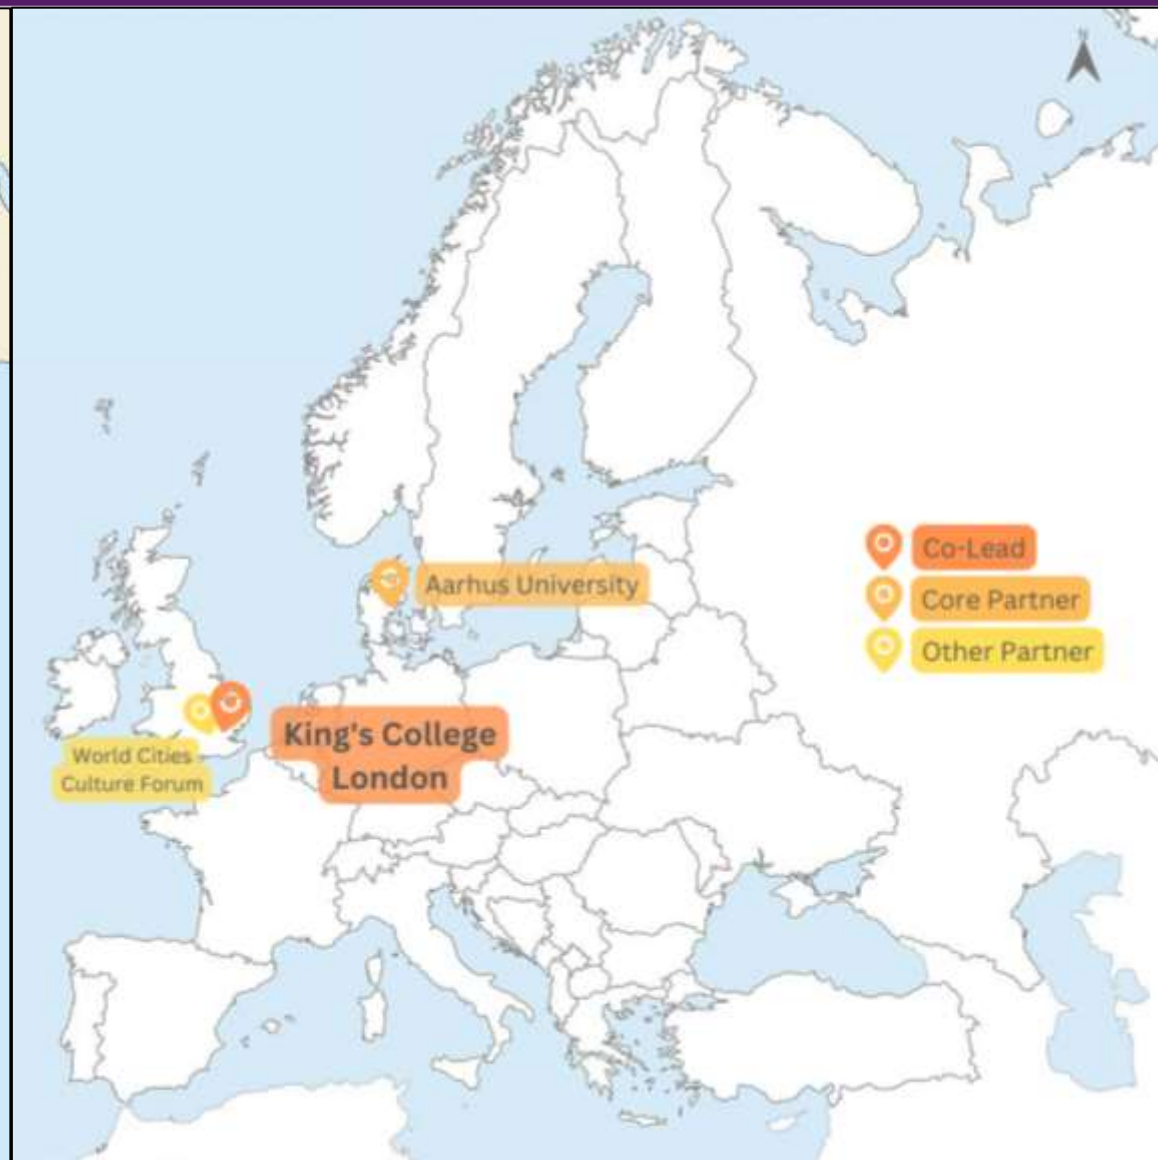 N
Aarhus University
Co-Lead
Core Partner
Other Partner
King's College
London
World Cities
Culture Forum